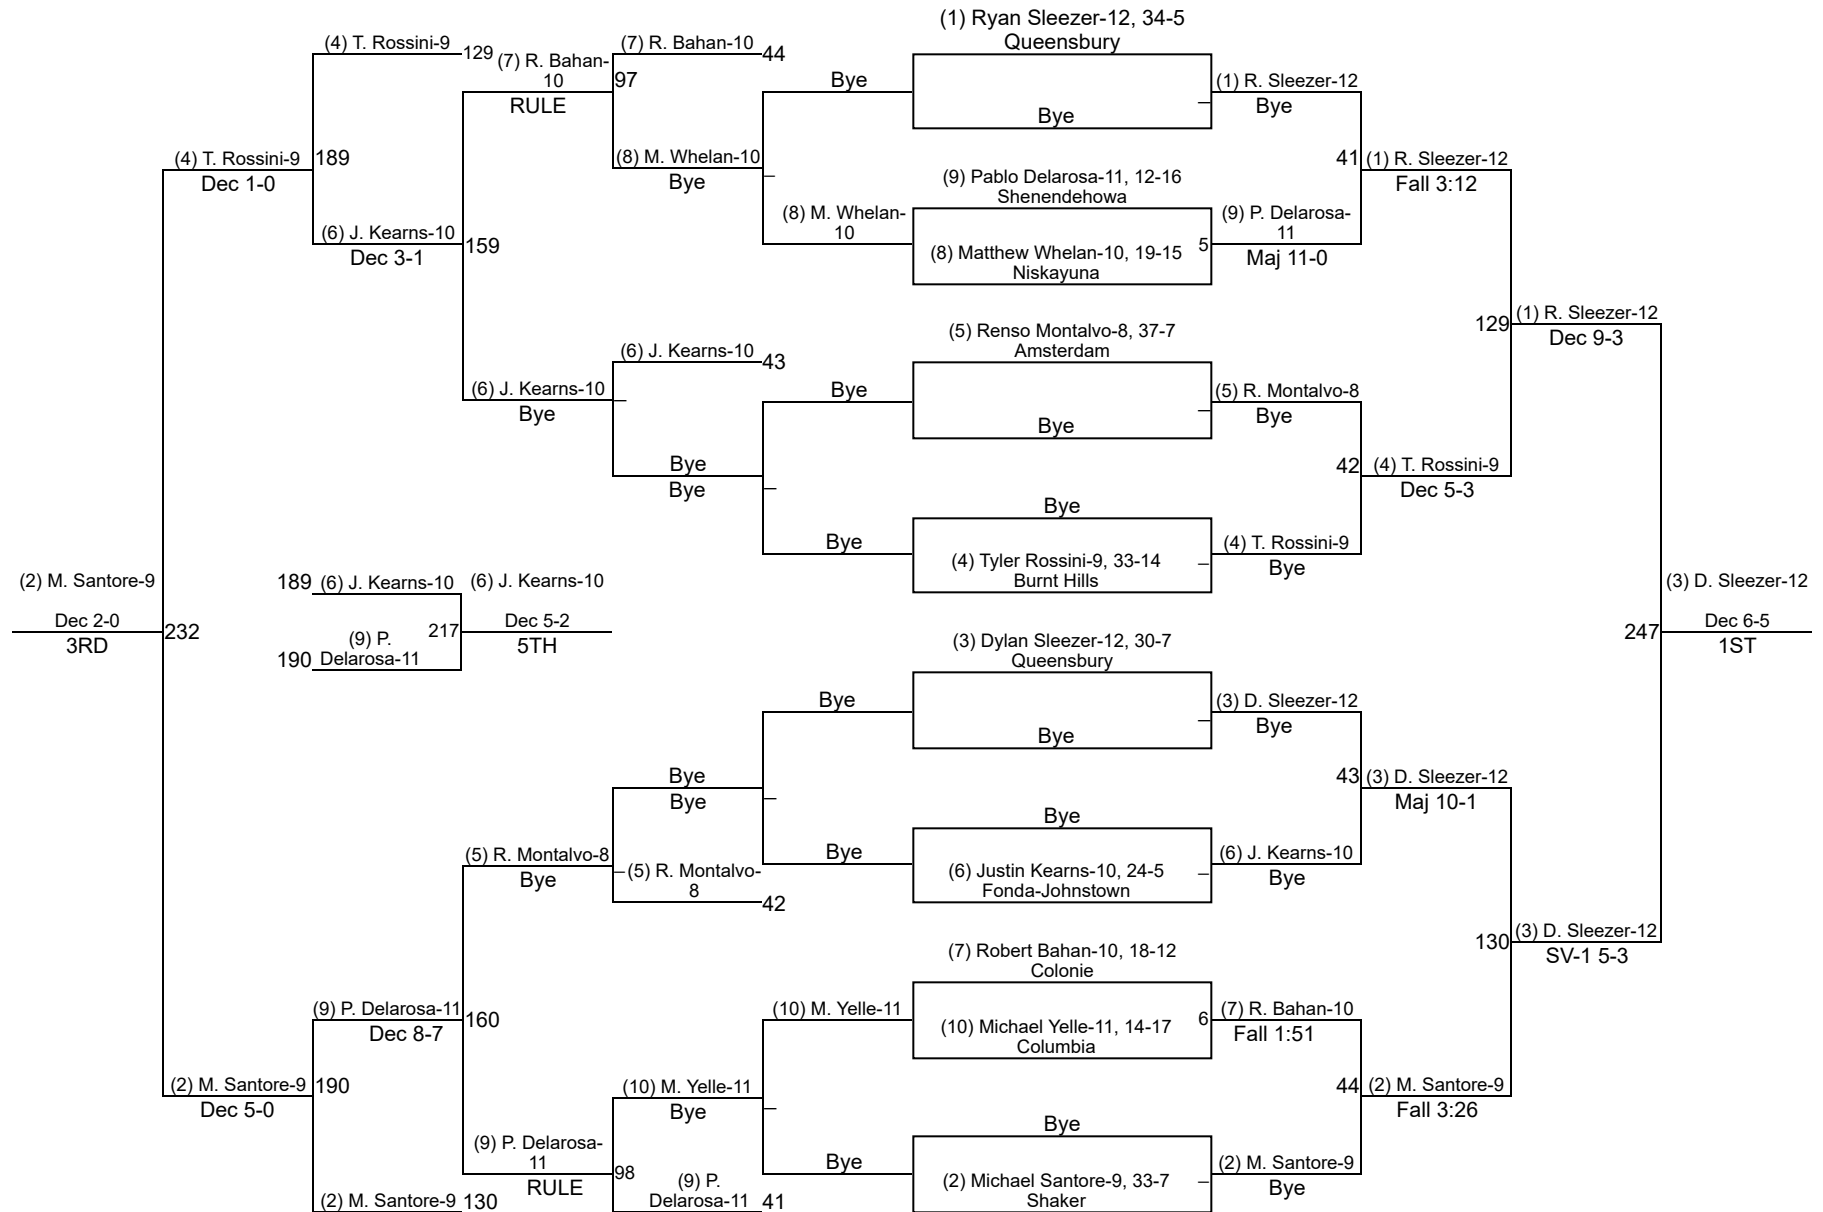 (1) Ryan Sleezer-12, 34-5
Queensbury
(4) T. Rossini-9
129
(7) R. Bahan-
10
RULE
(7) R. Bahan-10
44
97
Bye
Bye
(1) R. Sleezer-12
Bye
(4) T. Rossini-9
Dec 1-0
189
(8) M. Whelan-10
Bye
41
(1) R. Sleezer-12
Fall 3:12
(9) Pablo Delarosa-11, 12-16
Shenendehowa
(8) M. Whelan-
10
(8) Matthew Whelan-10, 19-15
Niskayuna
5
(9) P. Delarosa-
11
Maj 11-0
(6) J. Kearns-10
Dec 3-1
159
(5) Renso Montalvo-8, 37-7
Amsterdam
129
(1) R. Sleezer-12
Dec 9-3
(6) J. Kearns-10
43
(6) J. Kearns-10
Bye
Bye
Bye
(5) R. Montalvo-8
Bye
Bye
Bye
42
(4) T. Rossini-9
Dec 5-3
Bye
Bye
(4) Tyler Rossini-9, 33-14
Burnt Hills
(4) T. Rossini-9
Bye
(2) M. Santore-9
Dec 2-0
3RD
232
189
(6) J. Kearns-10
(6) J. Kearns-10
190
(9) P.
Delarosa-11
217
Dec 5-2
5TH
(3) D. Sleezer-12
247
Dec 6-5
1ST
(3) Dylan Sleezer-12, 30-7
Queensbury
Bye
Bye
(3) D. Sleezer-12
Bye
Bye
Bye
43
(3) D. Sleezer-12
Maj 10-1
Bye
Bye
(6) Justin Kearns-10, 24-5
Fonda-Johnstown
(6) J. Kearns-10
Bye
(5) R. Montalvo-8
Bye
(5) R. Montalvo-
8
42
130
(3) D. Sleezer-12
SV-1 5-3
(7) Robert Bahan-10, 18-12
Colonie
(9) P. Delarosa-11
Dec 8-7
160
(10) M. Yelle-11
(10) Michael Yelle-11, 14-17
Columbia
6
(7) R. Bahan-10
Fall 1:51
(2) M. Santore-9
Dec 5-0
190
(10) M. Yelle-11
Bye
44
(2) M. Santore-9
Fall 3:26
Bye
(9) P. Delarosa-
11
RULE
98
Bye
(2) Michael Santore-9, 33-7
Shaker
(2) M. Santore-9
Bye
(2) M. Santore-9
130
(9) P.
Delarosa-11
41